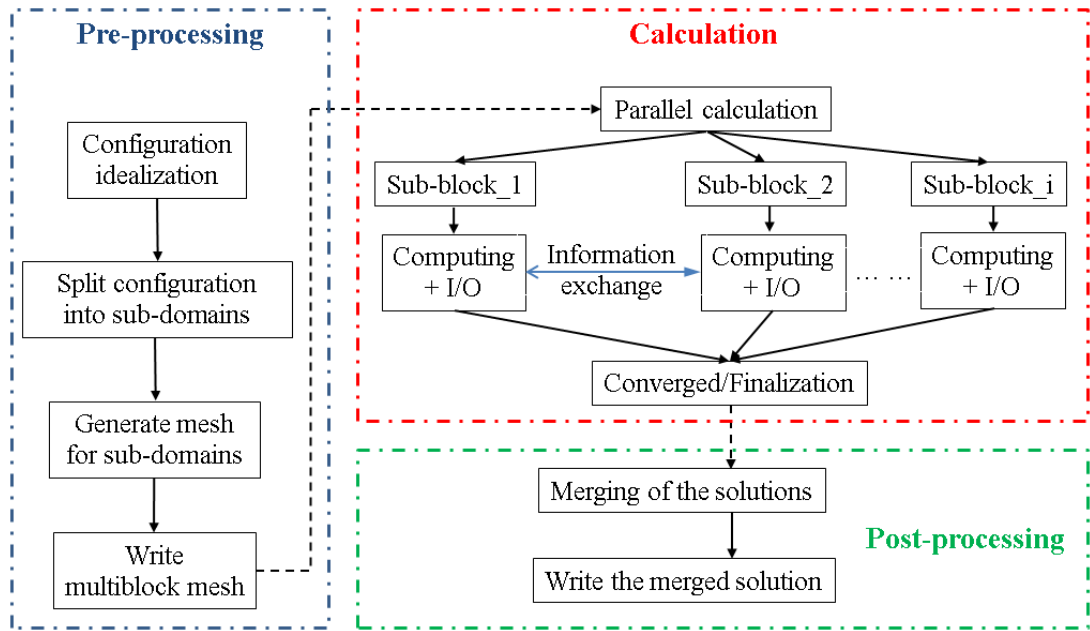 Pre-processing
Configuration
idealization
Split configuration
into sub-domains
Generate mesh
for sub-domains
Write
multiblock mesh
Calculation
Parallel calculation
Sub-block_1
Sub-block_2
Sub-block_i
Computing
+ I/O
Information
exchange
Computing
+ I/O
... ...
Computing
+ I/O
Converged/Finalization
Merging of the solutions
Post-processing
Write the merged solution